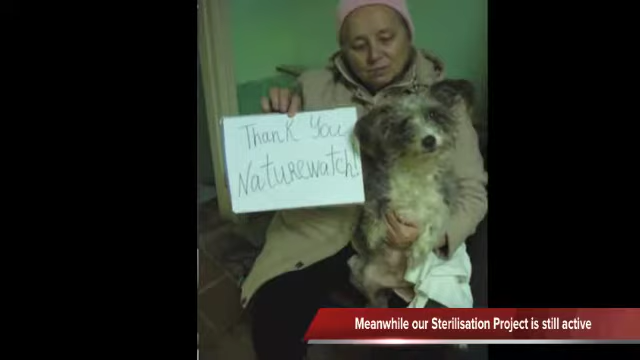 Thank You
Naturewatch!
Meanwhile our Sterilisation Project is still active